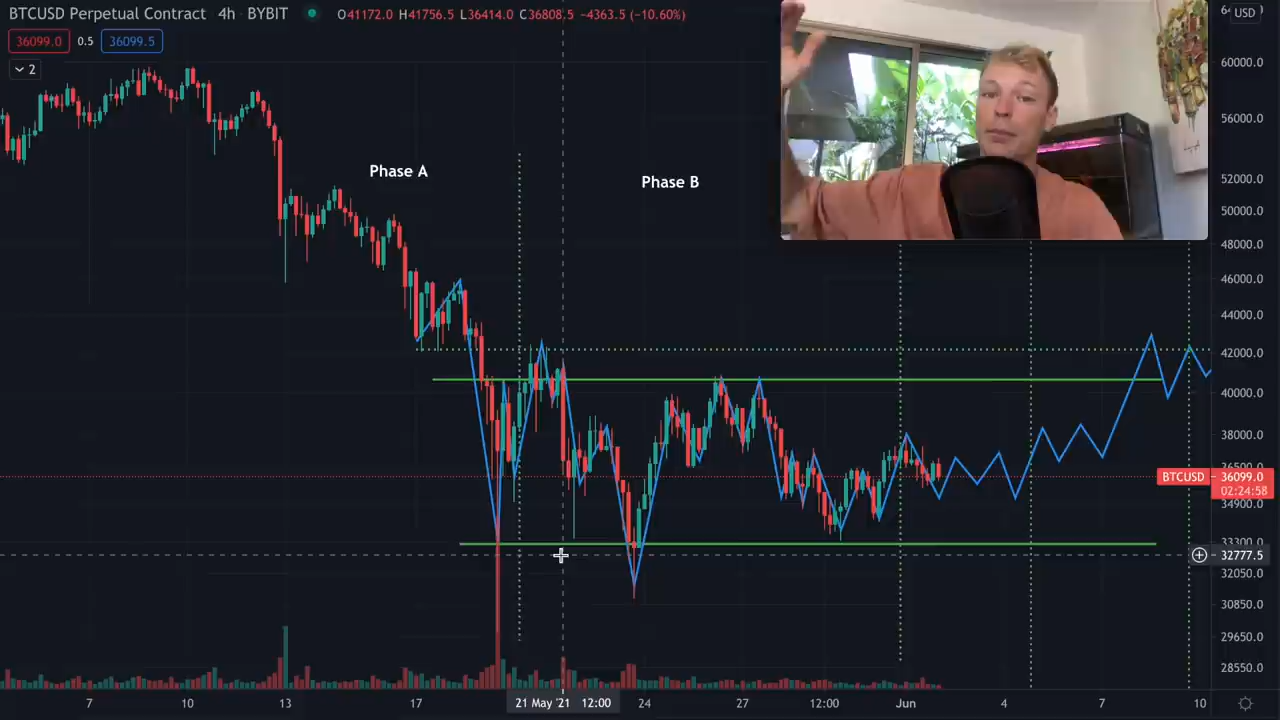 BTCUSD Perpetual Contract 4h BYBIT O41172.0 H41756.5 L36414.0 C36808.5 −4363.5 (−10.60%)
USD
36099.0 0.5 36099.5
2
60000.0
56000.0
Phase A
Phase B
52000.0
50000.0
48000.0
46000.0
44000.0
42000.0
40000.0
38000.0
BTCUSD 36099.0
02:24:58
34900.0
32777.5
32050.0
30850.0
29650.0
28550.0
7 10 13 17 21 May '21 12:00 24 27 12:00 Jun 4 7 10